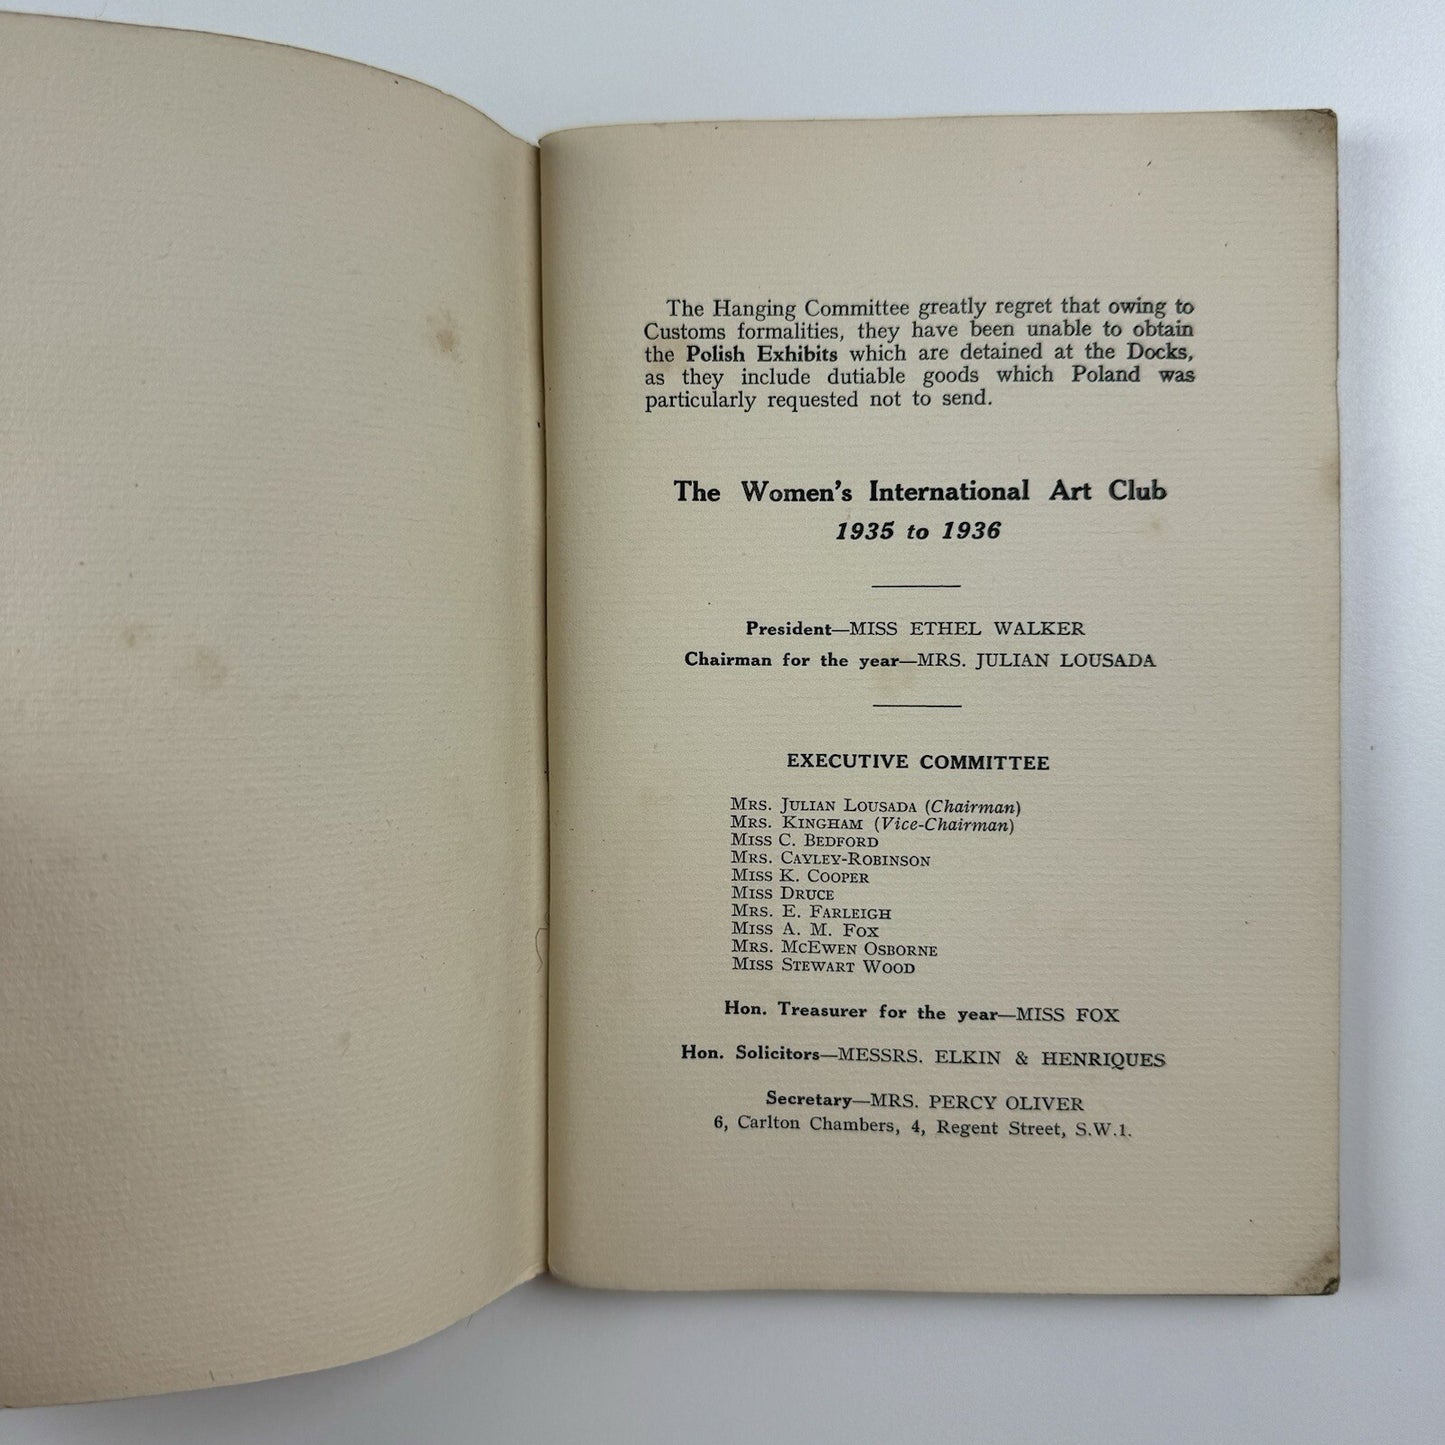 The Hanging Committee greatly regret that owing to
Customs formalities, they have been unable to obtain
the Polish Exhibits which are detained at the Docks,
as they include dutiable goods which Poland was
particularly requested not to send.
The Women's International Art Club
1935 to 1936
President—MISS ETHEL WALKER
Chairman for the year—MRS. JULIAN LOUSADA
EXECUTIVE COMMITTEE
MRS. JULIAN LOUSADA (Chairman)
MRS. KINGHAM (Vice-Chairman)
MISS C. BEDFORD
MRS. CAYLEY-ROBINSON
MISS K. COOPER
MISS DRUCE
MRS. E. FARLEIGH
MISS A. M. FOX
MRS. MCEWEN OSBORNE
MISS STEWART WOOD
Hon. Treasurer for the year—MISS FOX
Hon. Solicitors—MESSRS. ELKIN & HENRIQUES
Secretary—MRS. PERCY OLIVER
6, Carlton Chambers, 4, Regent Street, S.W.1.